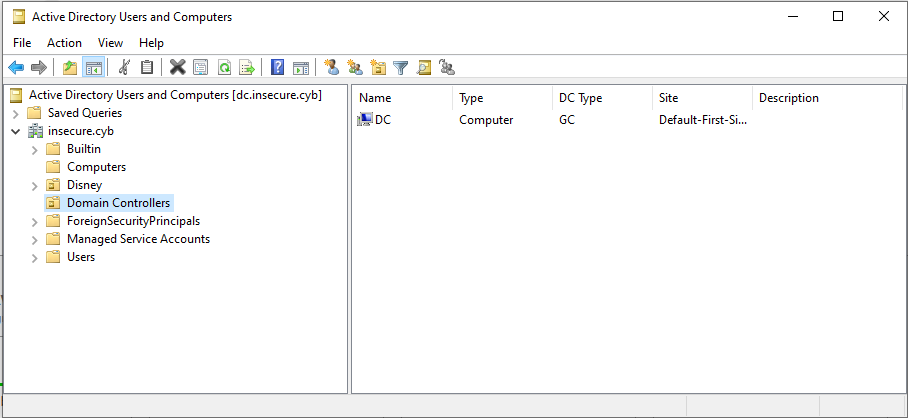 Active Directory Users and Computers
File Action View Help
Active Directory Users and Computers [dc.insecure.cyb]
Saved Queries
insecure.cyb
Builtin
Computers
Disney
Domain Controllers
ForeignSecurityPrincipals
Managed Service Accounts
Users
Name Type DC Type Site Description
DC Computer GC Default-First-Si...